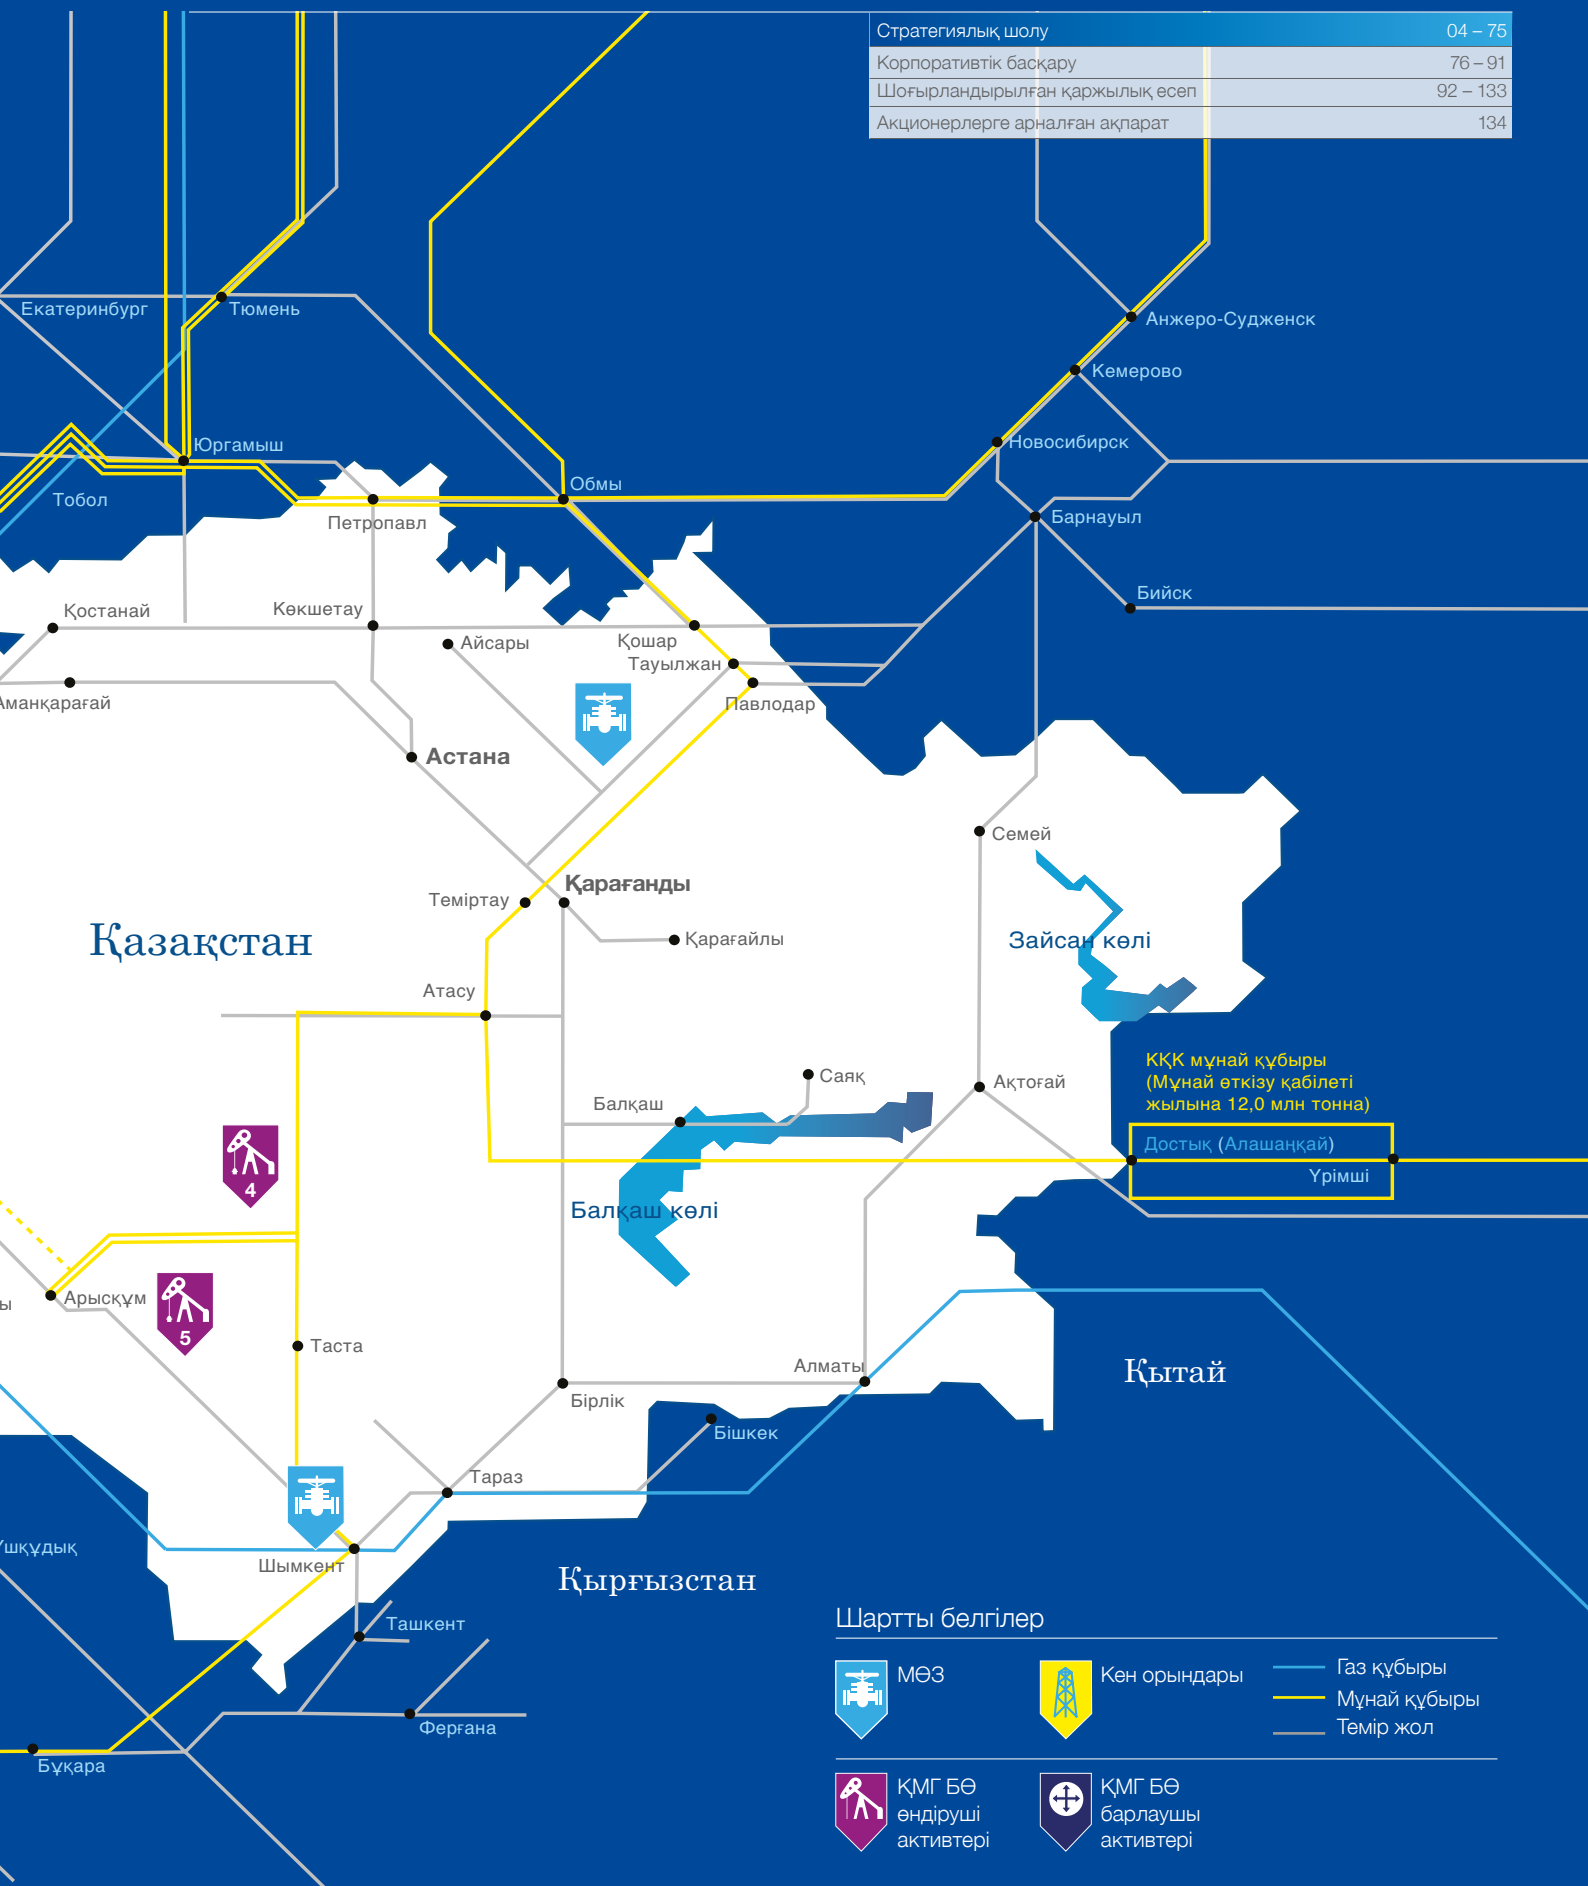 Стратегиялық шолу 04 – 75
Корпоративтік басқару 76 – 91
Шоғырландырылған қаржылық есеп 92 – 133
Акционерлерге арналған ақпарат 134
Екатеринбург
Тюмень
Анжеро-Судженск
Кемерово
Новосибирск
Юргамыш
Тобол
Обмы
Петропавл
Барнауыл
Бийск
Қостанай
Көкшетау
Айсары
Қошар
Тауылжан
Аманқарағай
Павлодар
Астана
Семей
Қарағанды
Теміртау
Қарағайлы
Қазақстан
Зайсан көлі
Атасу
КҚК мұнай құбыры
(Мұнай өткізу қабілеті
жылына 12,0 млн тонна)
Саяқ
Ақтоғай
Балқаш
Достық (Алашаңқай)
Үрімші
4
Балқаш көлі
Арысқұм
ы
5
Таста
Алматы
Қытай
Бірлік
Бішкек
Тараз
Шымкент
Қырғызстан
Ташкент
Ферғана
Бұқара
Шартты белгілер
МӨЗ
Кен орындары
Газ құбыры
Мұнай құбыры
Темір жол
ҚМГ БӨ
өндіруші
активтері
ҚМГ БӨ
барлаушы
активтері